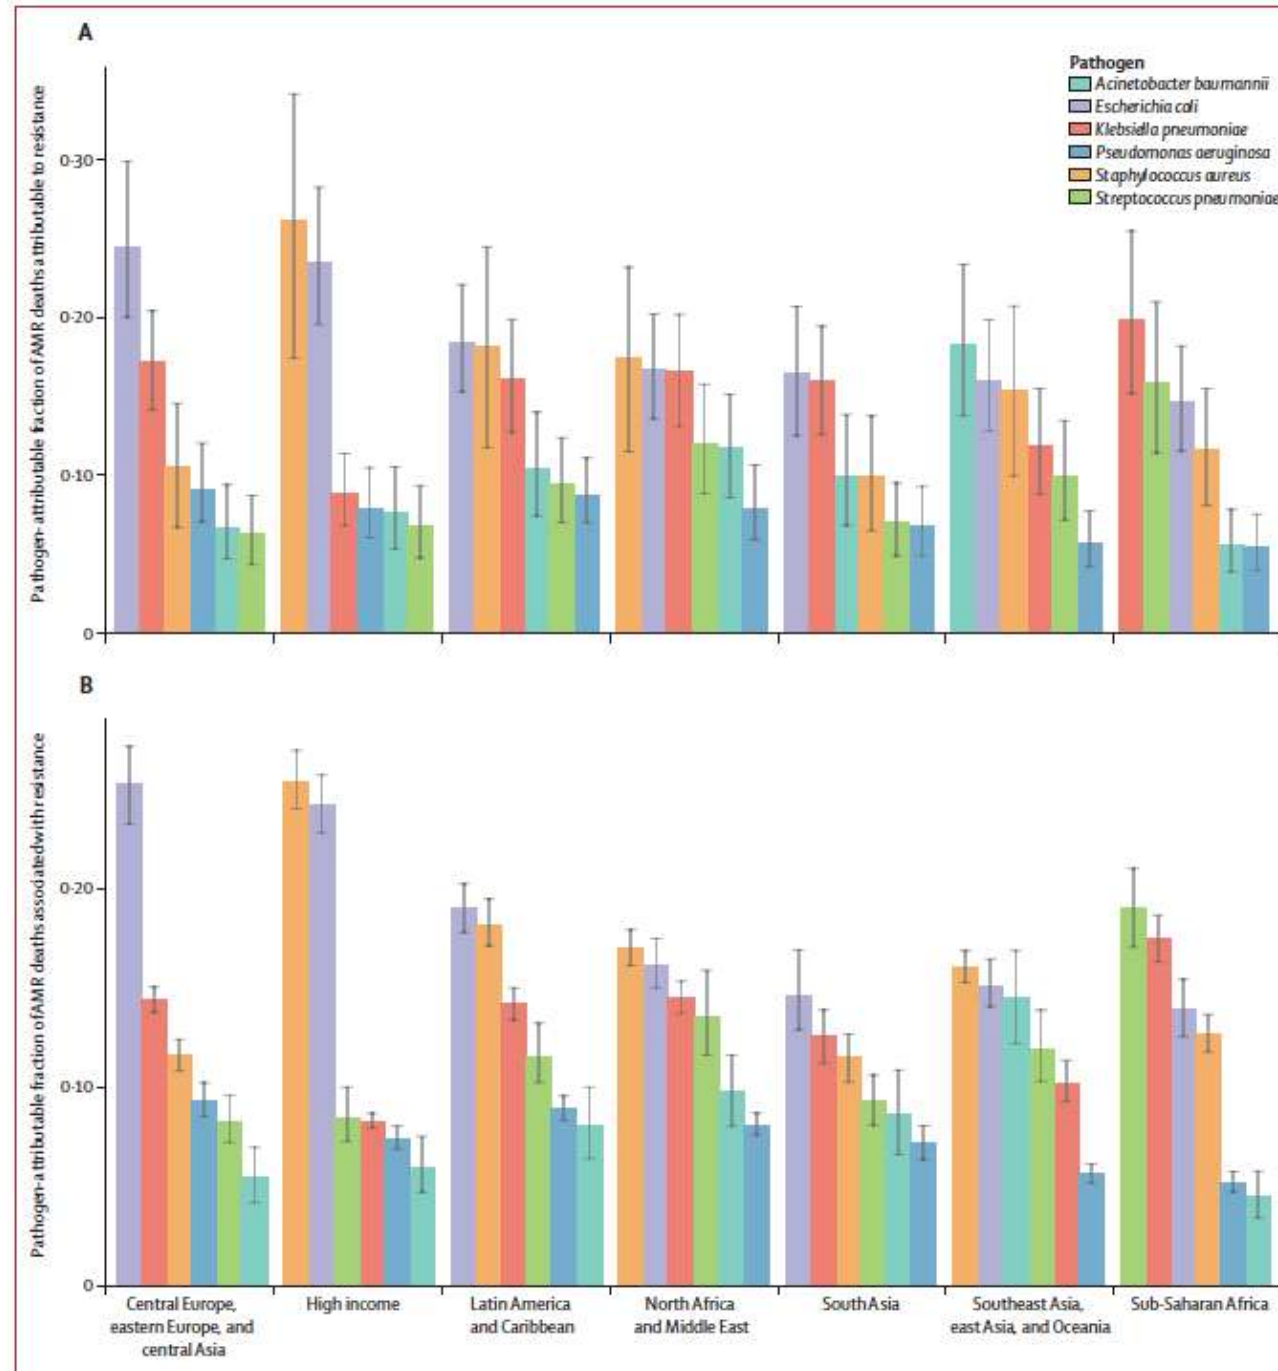 A
Pathogen
Acinetobacter baumannii
Escherichia coli
Klebsiella pneumoniae
Pseudomonas aeruginosa
Staphylococcus aureus
Streptococcus pneumoniae
Pathogen-attributable fraction of AMR deaths attributable to resistance
0·30
0·20
0·10
0
B
Pathogen-attributable fraction of AMR deaths associated with resistance
0·20
0·10
0
Central Europe,
eastern Europe, and
central Asia
High income
Latin America
and Caribbean
North Africa
and Middle East
South Asia
Southeast Asia,
east Asia, and Oceania
Sub-Saharan Africa